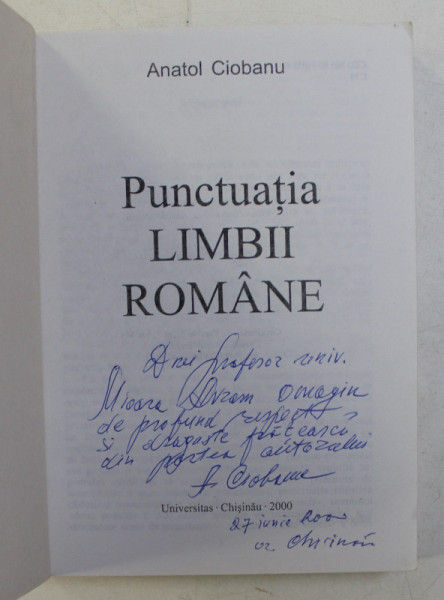 Anatol Ciobanu
Punctuația
LIMBII
ROMÂNE
Dnei profesor univ.
Mioara Avram Omagiu
de profund respect
și dragoste frățească
din partea autorului
A. Ciobanu
Universitas · Chișinău · 2000
27 iunie 2000
or. Chișinău